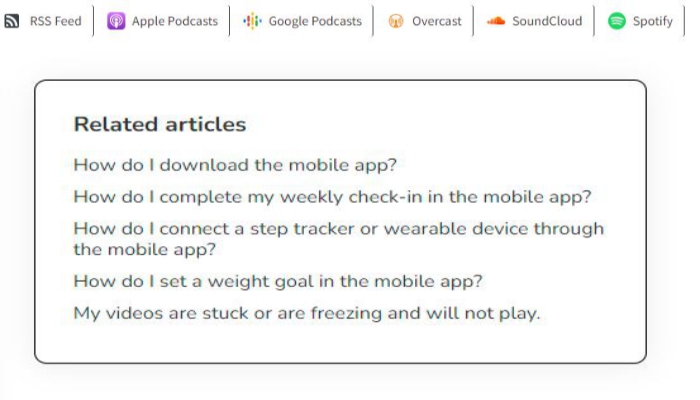 RSS Feed Apple Podcasts Google Podcasts Overcast SoundCloud Spotify
Related articles
How do I download the mobile app?
How do I complete my weekly check-in in the mobile app?
How do I connect a step tracker or wearable device through
the mobile app?
How do I set a weight goal in the mobile app?
My videos are stuck or are freezing and will not play.